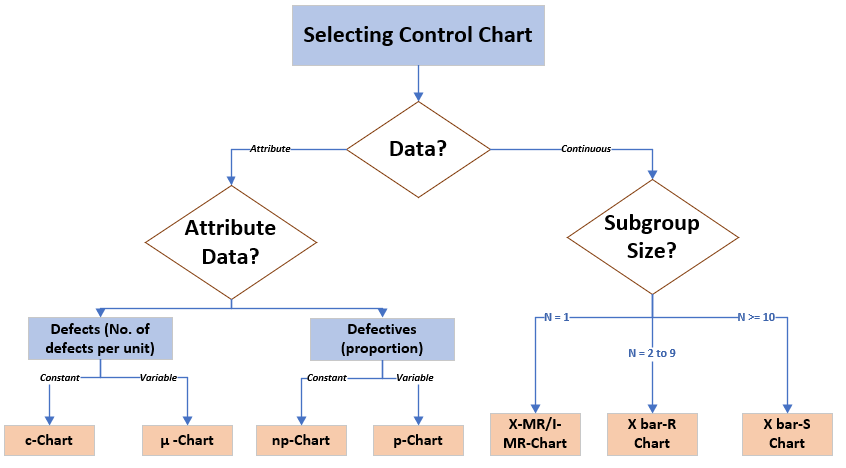 Selecting Control Chart
Data?
Attribute
Continuous
Attribute
Data?
Subgroup
Size?
Defects (No. of
defects per unit)
Defectives
(proportion)
N = 1
N = 2 to 9
N >= 10
Constant
Variable
Constant
Variable
c-Chart
µ -Chart
np-Chart
p-Chart
X-MR/I-
MR-Chart
X bar-R
Chart
X bar-S
Chart